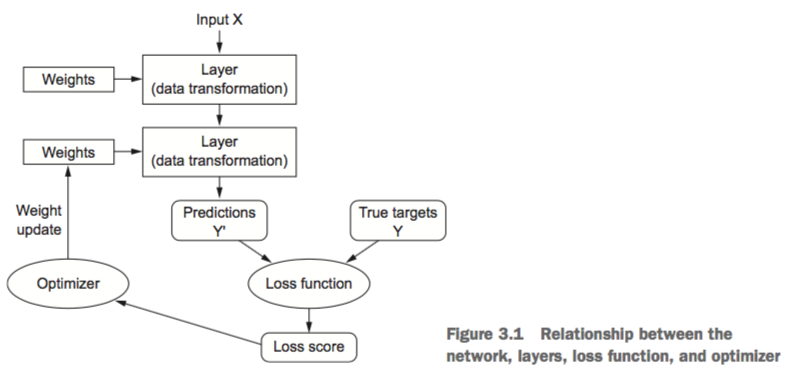 Input X
Weights
Layer
(data transformation)
Weights
Layer
(data transformation)
Weight
update
Predictions
Y'
True targets
Y
Optimizer
Loss function
Loss score
Figure 3.1 Relationship between the
network, layers, loss function, and optimizer